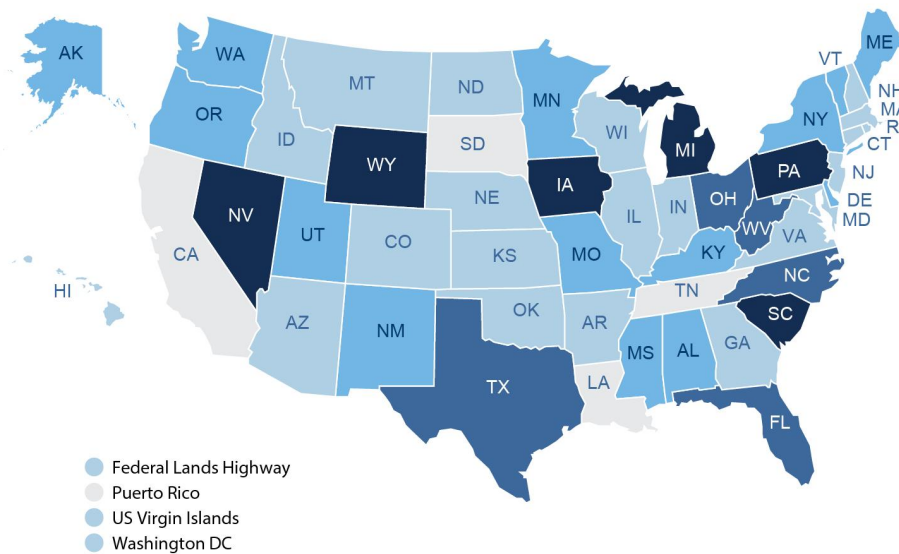 AK
WA
ME
VT
MT
ND
MN
NH
OR
NY
MA
WI
R
ID
SD
CT
MI
WY
PA
IA
NJ
NE
OH
DE
NV
IL
IN
WV
MD
UT
CO
VA
CA
KS
MO
KY
HI
NC
TN
OK
AZ
AR
SC
NM
GA
MS
AL
TX
LA
FL
Federal Lands Highway
Puerto Rico
US Virgin Islands
Washington DC